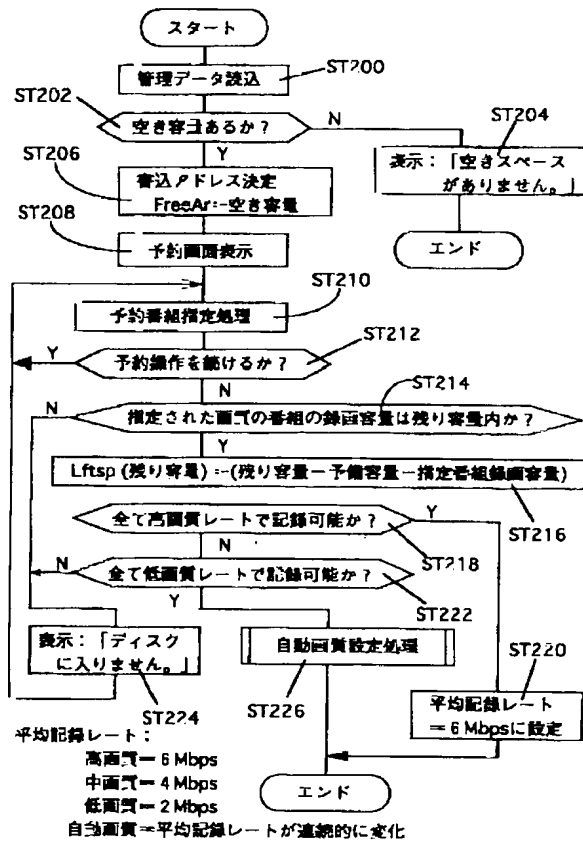 スタート
管理データ読込
ST200
ST202
空き容量あるか？
N
Y
ST204
表示：「空きスペース
がありません。」
エンド
ST206
書込アドレス決定
FreeAr:=空き容量
ST208
予約画面表示
ST210
予約番組指定処理
ST212
Y
予約操作を続けるか？
N
ST214
N
指定された画質の番組の録画容量は残り容量内か？
Y
Lftsp (残り容量) :=(残り容量－予備容量－指定番組録画容量)
ST216
全て高画質レートで記録可能か？
Y
N
ST218
N
全て低画質レートで記録可能か？
Y
ST222
表示：「ディスク
に入りません。」
ST224
自動画質設定処理
ST226
ST220
平均記録レート
＝ 6 Mbpsに設定
エンド
平均記録レート：
高画質＝ 6 Mbps
中画質＝ 4 Mbps
低画質＝ 2 Mbps
自動画質＝平均記録レートが連続的に変化